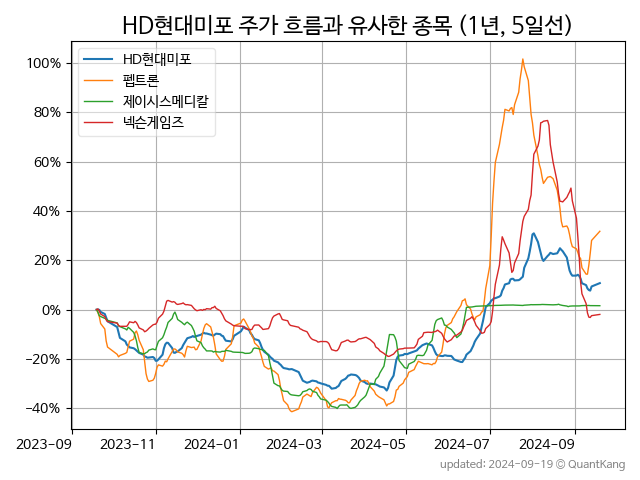 HD현대미포 주가 흐름과 유사한 종목 (1년, 5일선)
HD현대미포
펩트론
제이시스메디칼
넥슨게임즈
100%
80%
60%
40%
20%
0%
−20%
−40%
2023−09
2023−11
2024−01
2024−03
2024−05
2024−07
2024−09
updated: 2024−09−19 © QuantKang